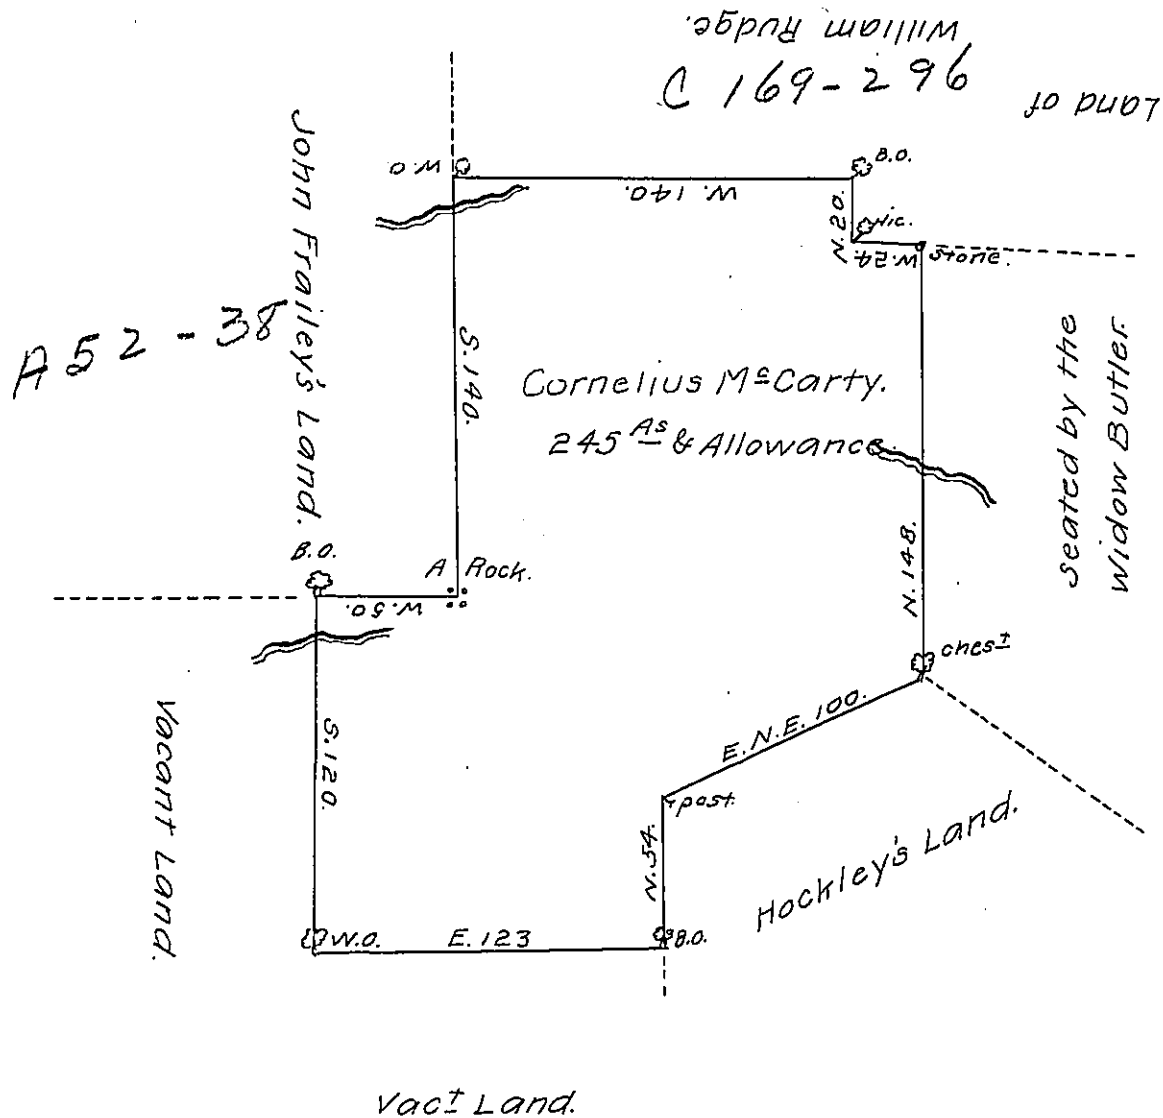 Land of
William Rudge.
C 169-296
John Frailey's Land.
A 52-38
W.O.
W. 140.
B.O.
N. 20.
Hic.
W. 24.
Stone.
S. 140.
Cornelius McCarty.
245 As & Allowance
seated by the
Widow Butler.
N. 148.
B.O.
A Rock.
W. 50.
Chest
E.N.E. 100.
Vacant Land.
S. 120.
post.
N. 54.
Hockley's Land.
W.O.
E. 123
B.O.
Vact Land.